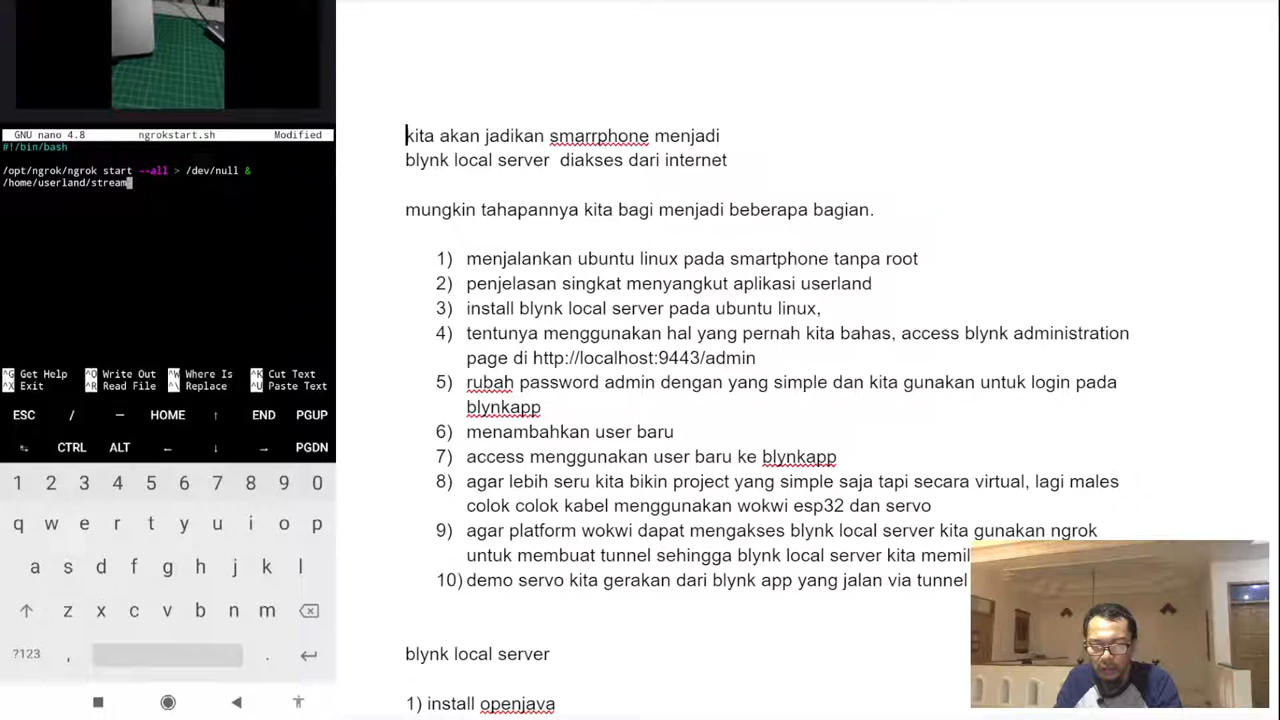 GNU nano 4.8 ngrokstart.sh Modified
#!/bin/bash
/opt/ngrok/ngrok start --all > /dev/null &
/home/userland/stream
^G Get Help ^O Write Out ^W Where Is ^K Cut Text
^X Exit ^R Read File ^\ Replace ^U Paste Text
ESC / — HOME ↑ END PGUP
↹ CTRL ALT ← ↓ → PGDN
1 2 3 4 5 6 7 8 9 0
q w e r t y u i o p
a s d f g h j k l
z x c v b n m
?123 , .
kita akan jadikan smarrphone menjadi
blynk local server diakses dari internet
mungkin tahapannya kita bagi menjadi beberapa bagian.
1) menjalankan ubuntu linux pada smartphone tanpa root
2) penjelasan singkat menyangkut aplikasi userland
3) install blynk local server pada ubuntu linux,
4) tentunya menggunakan hal yang pernah kita bahas, access blynk administration
page di http://localhost:9443/admin
5) rubah password admin dengan yang simple dan kita gunakan untuk login pada
blynkapp
6) menambahkan user baru
7) access menggunakan user baru ke blynkapp
8) agar lebih seru kita bikin project yang simple saja tapi secara virtual, lagi males
colok colok kabel menggunakan wokwi esp32 dan servo
9) agar platform wokwi dapat mengakses blynk local server kita gunakan ngrok
untuk membuat tunnel sehingga blynk local server kita memil
10) demo servo kita gerakan dari blynk app yang jalan via tunnel
blynk local server
1) install openjava